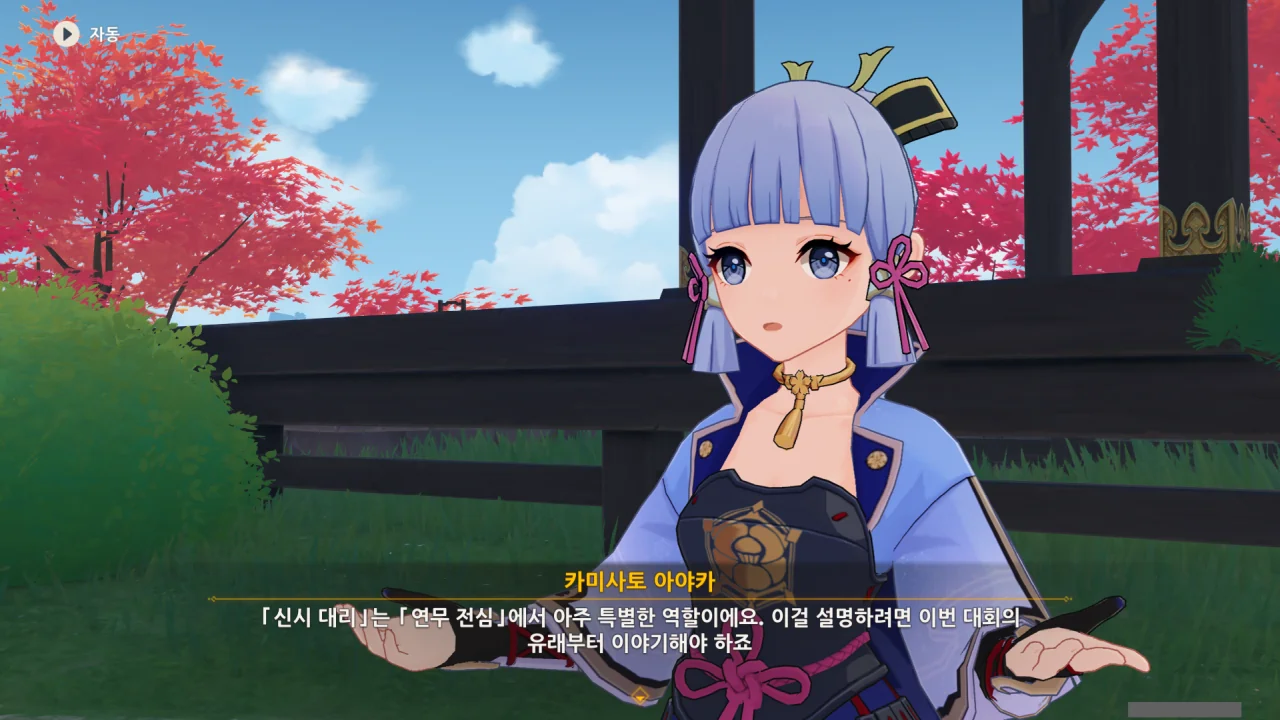 자동
카미사토 아야카
「신시 대리」는 「연무 전심」에서 아주 특별한 역할이에요. 이걸 설명하려면 이번 대회의
유래부터 이야기해야 하죠